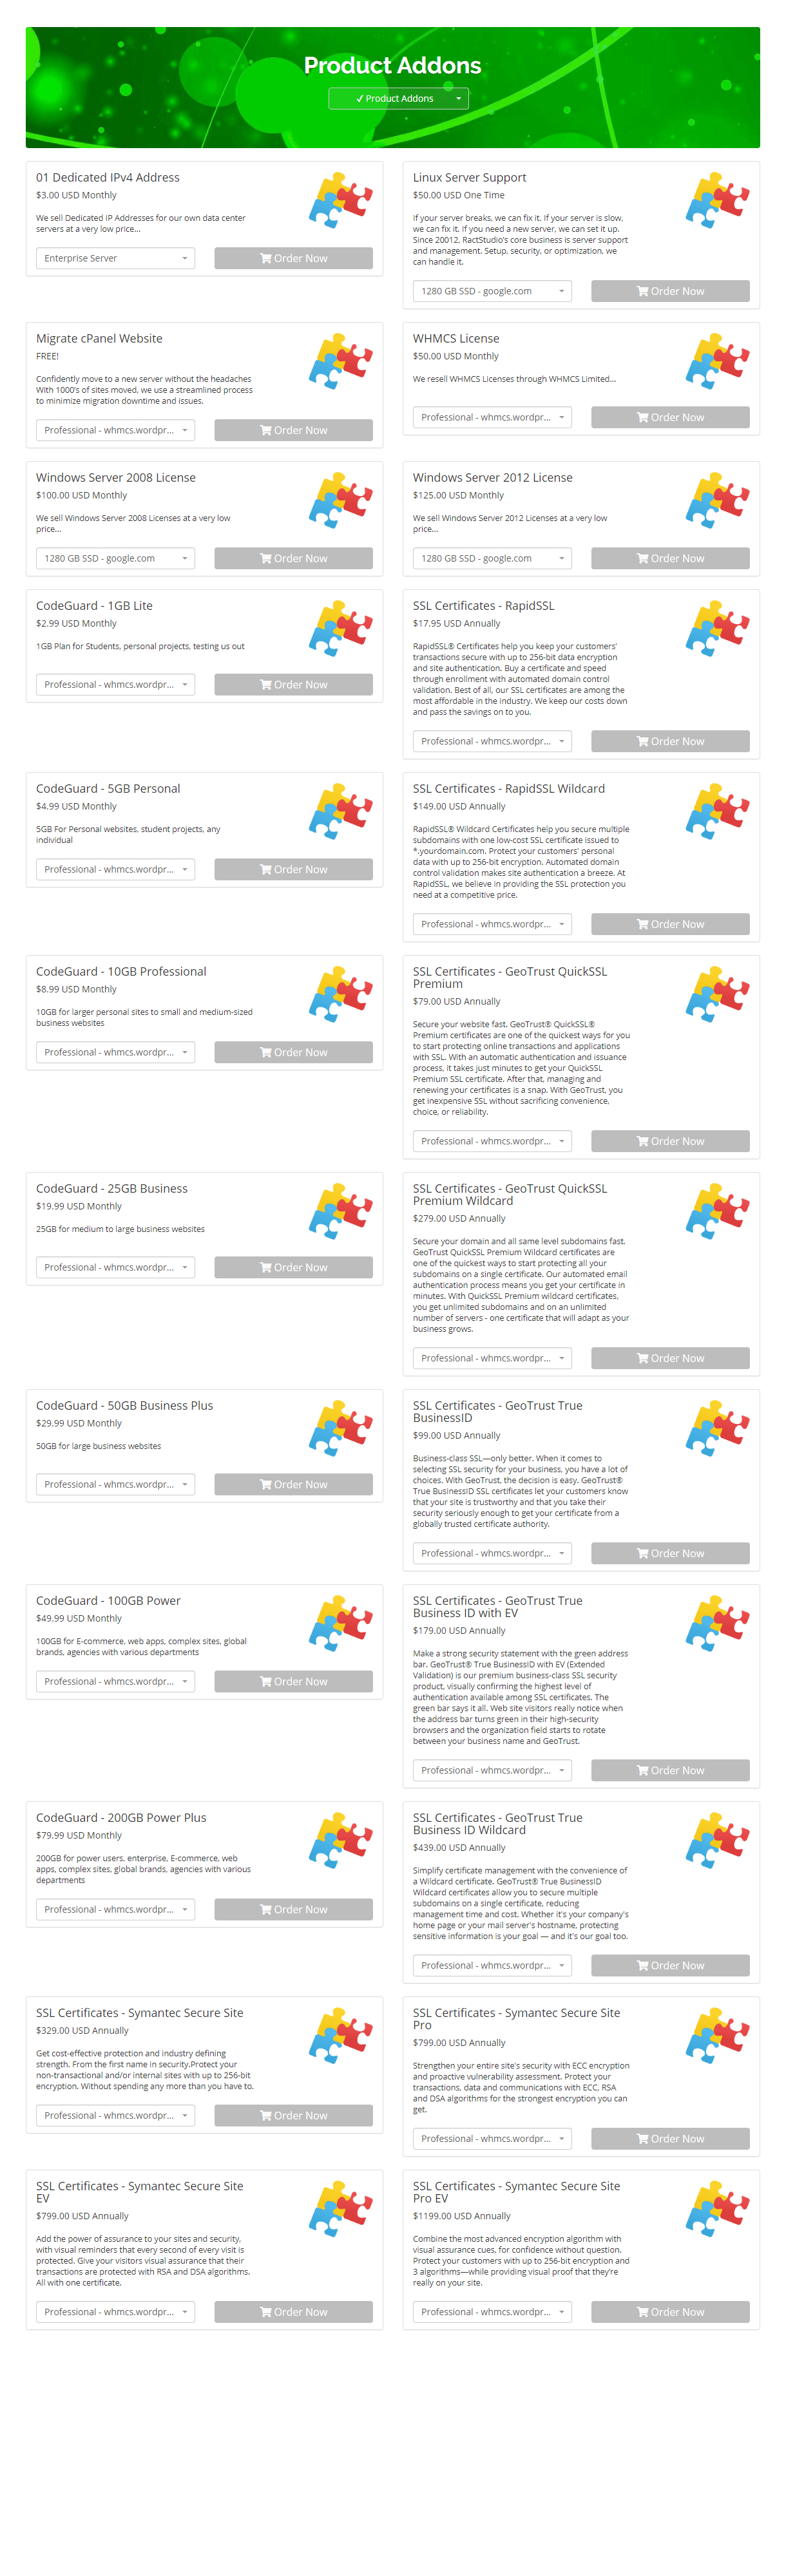 Product Addons
✓ Product Addons
01 Dedicated IPv4 Address
$3.00 USD Monthly
We sell Dedicated IP Addresses for our own data center
servers at a very low price...
Enterprise Server
Order Now
Linux Server Support
$50.00 USD One Time
If your server breaks, we can fix it. If your server is slow,
we can fix it. If you need a new server, we can set it up.
Since 20012, RactStudio's core business is server support
and management. Setup, security, or optimization, we
can handle it.
1280 GB SSD - google.com
Order Now
Migrate cPanel Website
FREE!
Confidently move to a new server without the headaches
With 1000's of sites moved, we use a streamlined process
to minimize migration downtime and issues.
Professional - whmcs.wordpr...
Order Now
WHMCS License
$50.00 USD Monthly
We resell WHMCS Licenses through WHMCS Limited...
Professional - whmcs.wordpr...
Order Now
Windows Server 2008 License
$100.00 USD Monthly
We sell Windows Server 2008 Licenses at a very low
price...
1280 GB SSD - google.com
Order Now
Windows Server 2012 License
$125.00 USD Monthly
We sell Windows Server 2012 Licenses at a very low
price...
1280 GB SSD - google.com
Order Now
CodeGuard - 1GB Lite
$2.99 USD Monthly
1GB Plan for Students, personal projects, testing us out
Professional - whmcs.wordpr...
Order Now
SSL Certificates - RapidSSL
$17.95 USD Annually
RapidSSL® Certificates help you keep your customers'
transactions secure with up to 256-bit data encryption
and site authentication. Buy a certificate and speed
through enrollment with automated domain control
validation. Best of all, our SSL certificates are among the
most affordable in the industry. We keep our costs down
and pass the savings on to you.
Professional - whmcs.wordpr...
Order Now
CodeGuard - 5GB Personal
$4.99 USD Monthly
5GB For Personal websites, student projects, any
individual
Professional - whmcs.wordpr...
Order Now
SSL Certificates - RapidSSL Wildcard
$149.00 USD Annually
RapidSSL® Wildcard Certificates help you secure multiple
subdomains with one low-cost SSL certificate issued to
*.yourdomain.com. Protect your customers' personal
data with up to 256-bit encryption. Automated domain
control validation makes site authentication a breeze. At
RapidSSL, we believe in providing the SSL protection you
need at a competitive price.
Professional - whmcs.wordpr...
Order Now
CodeGuard - 10GB Professional
$8.99 USD Monthly
10GB for larger personal sites to small and medium-sized
business websites
Professional - whmcs.wordpr...
Order Now
SSL Certificates - GeoTrust QuickSSL
Premium
$79.00 USD Annually
Secure your website fast. GeoTrust® QuickSSL®
Premium certificates are one of the quickest ways for you
to start protecting online transactions and applications
with SSL. With an automatic authentication and issuance
process, it takes just minutes to get your QuickSSL
Premium SSL certificate. After that, managing and
renewing your certificates is a snap. With GeoTrust, you
get inexpensive SSL without sacrificing convenience,
choice, or reliability.
Professional - whmcs.wordpr...
Order Now
CodeGuard - 25GB Business
$19.99 USD Monthly
25GB for medium to large business websites
Professional - whmcs.wordpr...
Order Now
SSL Certificates - GeoTrust QuickSSL
Premium Wildcard
$279.00 USD Annually
Secure your domain and all same level subdomains fast.
GeoTrust QuickSSL Premium Wildcard certificates are
one of the quickest ways to start protecting all your
subdomains on a single certificate. Our automated email
authentication process means you get your certificate in
minutes. With QuickSSL Premium wildcard certificates,
you get unlimited subdomains and on an unlimited
number of servers - one certificate that will adapt as your
business grows.
Professional - whmcs.wordpr...
Order Now
CodeGuard - 50GB Business Plus
$29.99 USD Monthly
50GB for large business websites
Professional - whmcs.wordpr...
Order Now
SSL Certificates - GeoTrust True
BusinessID
$99.00 USD Annually
Business-class SSL—only better. When it comes to
selecting SSL security for your business, you have a lot of
choices. With GeoTrust, the decision is easy. GeoTrust®
True BusinessID SSL certificates let your customers know
that your site is trustworthy and that you take their
security seriously enough to get your certificate from a
globally trusted certificate authority.
Professional - whmcs.wordpr...
Order Now
CodeGuard - 100GB Power
$49.99 USD Monthly
100GB for E-commerce, web apps, complex sites, global
brands, agencies with various departments
Professional - whmcs.wordpr...
Order Now
SSL Certificates - GeoTrust True
Business ID with EV
$179.00 USD Annually
Make a strong security statement with the green address
bar. GeoTrust® True BusinessID with EV (Extended
Validation) is our premium business-class SSL security
product, visually confirming the highest level of
authentication available among SSL certificates. The
green bar says it all. Web site visitors really notice when
the address bar turns green in their high-security
browsers and the organization field starts to rotate
between your business name and GeoTrust.
Professional - whmcs.wordpr...
Order Now
CodeGuard - 200GB Power Plus
$79.99 USD Monthly
200GB for power users, enterprise, E-commerce, web
apps, complex sites, global brands, agencies with various
departments
Professional - whmcs.wordpr...
Order Now
SSL Certificates - GeoTrust True
Business ID Wildcard
$439.00 USD Annually
Simplify certificate management with the convenience of
a Wildcard certificate. GeoTrust® True BusinessID
Wildcard certificates allow you to secure multiple
subdomains on a single certificate, reducing
management time and cost. Whether it's your company's
home page or your mail server's hostname, protecting
sensitive information is your goal — and it's our goal too.
Professional - whmcs.wordpr...
Order Now
SSL Certificates - Symantec Secure Site
$329.00 USD Annually
Get cost-effective protection and industry defining
strength. From the first name in security.Protect your
non-transactional and/or internal sites with up to 256-bit
encryption. Without spending any more than you have to.
Professional - whmcs.wordpr...
Order Now
SSL Certificates - Symantec Secure Site
Pro
$799.00 USD Annually
Strengthen your entire site's security with ECC encryption
and proactive vulnerability assessment. Protect your
transactions, data and communications with ECC, RSA
and DSA algorithms for the strongest encryption you can
get.
Professional - whmcs.wordpr...
Order Now
SSL Certificates - Symantec Secure Site
EV
$799.00 USD Annually
Add the power of assurance to your sites and security,
with visual reminders that every second of every visit is
protected. Give your visitors visual assurance that their
transactions are protected with RSA and DSA algorithms.
All with one certificate.
Professional - whmcs.wordpr...
Order Now
SSL Certificates - Symantec Secure Site
Pro EV
$1199.00 USD Annually
Combine the most advanced encryption algorithm with
visual assurance cues, for confidence without question.
Protect your customers with up to 256-bit encryption and
3 algorithms—while providing visual proof that they're
really on your site.
Professional - whmcs.wordpr...
Order Now